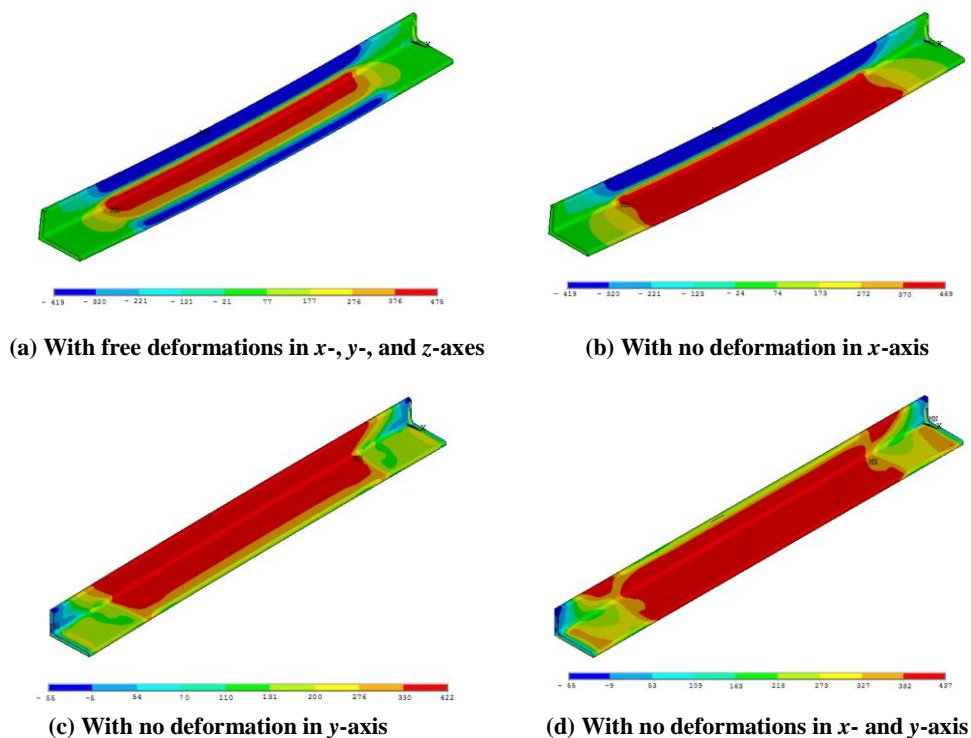 X
X
MX
MX
- 419 - 320 - 221 - 121 - 21 77 177 276 376 475
- 419 - 320 - 221 - 123 - 24 74 173 272 370 469
(a) With free deformations in x-, y-, and z-axes
(b) With no deformation in x-axis
X
X
MX
- 55 -5 54 70 110 131 200 276 330 422
- 55 -9 53 109 163 218 273 327 382 437
(c) With no deformation in y-axis
(d) With no deformations in x- and y-axis